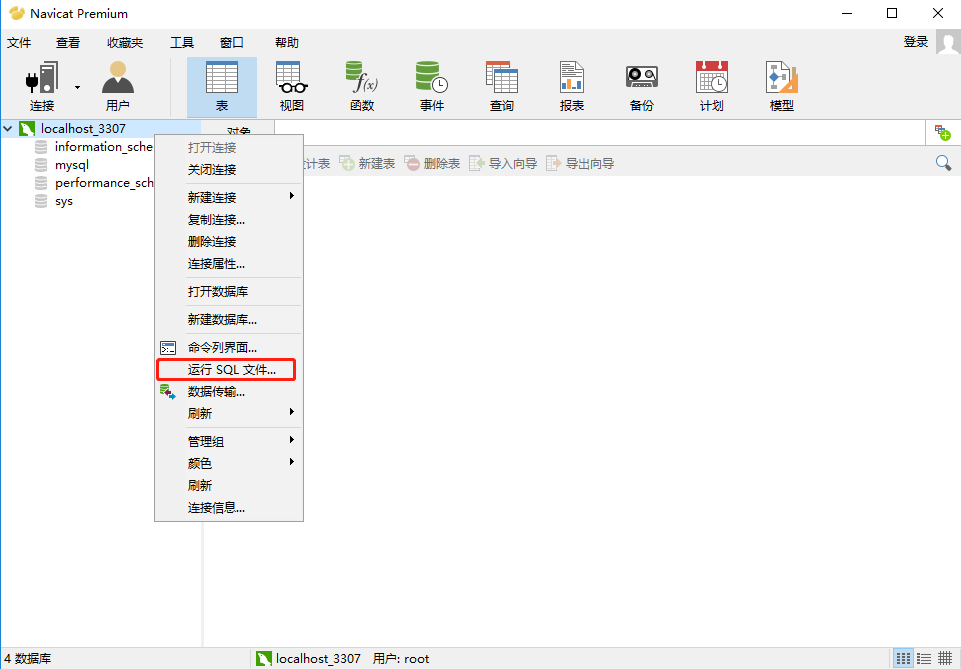 Navicat Premium
文件 查看 收藏夹 工具 窗口 帮助 登录
连接 用户 表 视图 函数 事件 查询 报表 备份 计划 模型
f(x)
localhost_3307
对象
information_sche
mysql
performance_sch
sys
计表 新建表 删除表 导入向导 导出向导
打开连接
关闭连接
新建连接
复制连接...
删除连接
连接属性...
打开数据库
新建数据库...
命令列界面...
运行 SQL 文件...
数据传输...
刷新
管理组
颜色
刷新
连接信息...
4 数据库 localhost_3307 用户: root